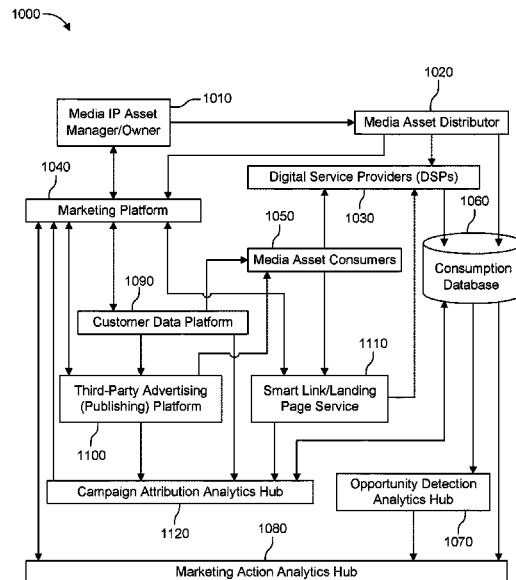 1000
1010
1020
Media IP Asset
Manager/Owner
Media Asset Distributor
1040
Digital Service Providers (DSPs)
Marketing Platform
1030
1050
1060
Media Asset Consumers
Consumption
Database
1090
Customer Data Platform
1110
Third-Party Advertising
(Publishing) Platform
Smart Link/Landing
Page Service
1100
Campaign Attribution Analytics Hub
Opportunity Detection
Analytics Hub
1120
1080
1070
Marketing Action Analytics Hub